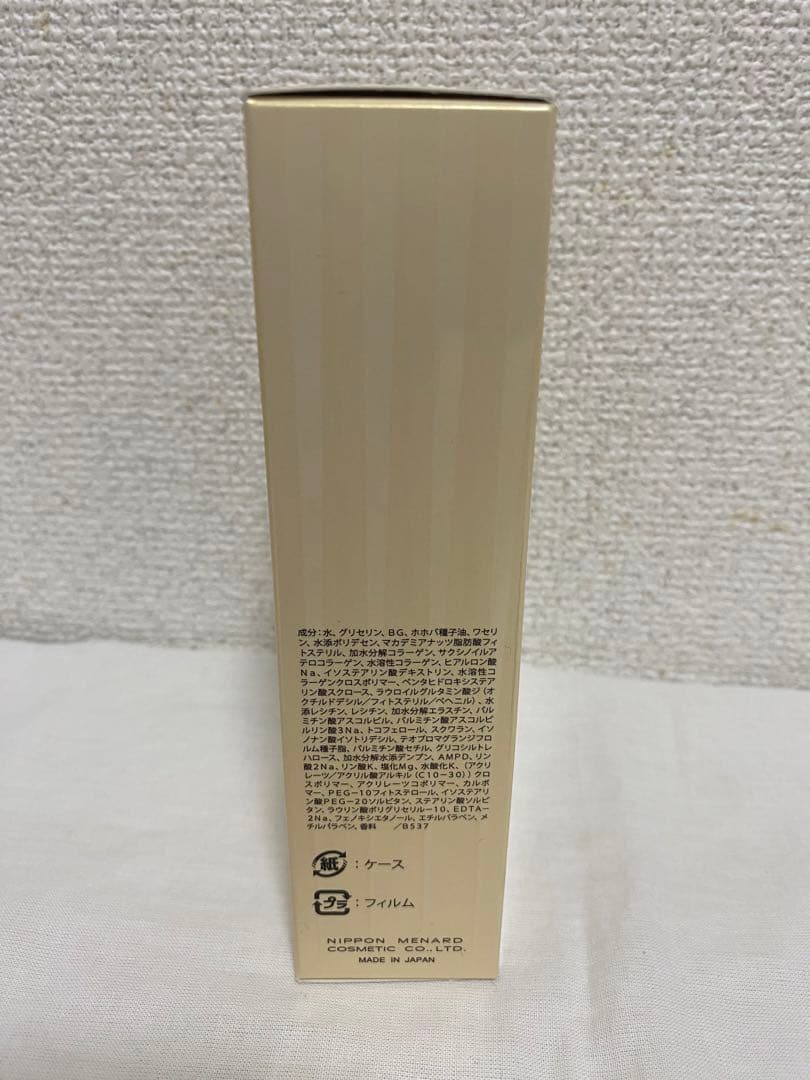 成分：水、グリセリン、BG、ホホバ種子油、ワセリ
ン、水添ポリデセン、マカデミアナッツ脂肪酸フィ
トステリル、加水分解コラーゲン、サクシノイルア
テロコラーゲン、水溶性コラーゲン、ヒアルロン酸
Na、イソステアリン酸デキストリン、水溶性コ
ラーゲンクロスポリマー、ペンタヒドロキシステア
リン酸スクロース、ラウロイルグルタミン酸ジ（オ
クチルドデシル／フィトステリル／ベヘニル）、水
添レシチン、レシチン、加水分解エラスチン、パル
ミチン酸アスコルビル、パルミチン酸アスコルビ
ルリン酸3Na、トコフェロール、スクワラン、イソ
ノナン酸イソトリデシル、テオブロマグランジフロ
ルム種子脂、パルミチン酸セチル、グリコシルトレ
ハロース、加水分解水添デンプン、AMPD、リン
酸2Na、リン酸K、塩化Mg、水酸化K、（アクリ
レーツ／アクリル酸アルキル（C10－30））クロ
スポリマー、アクリレーツコポリマー、カルボ
マー、PEG－10フィトステロール、イソステアリ
ン酸PEG－20ソルビタン、ステアリン酸ソルビ
タン、ラウリン酸ポリグリセリル－10、EDTA－
2Na、フェノキシエタノール、エチルパラベン、メ
チルパラベン、香料　／B537
紙：ケース
プラ：フィルム
NIPPON MENARD
COSMETIC CO., LTD.
MADE IN JAPAN